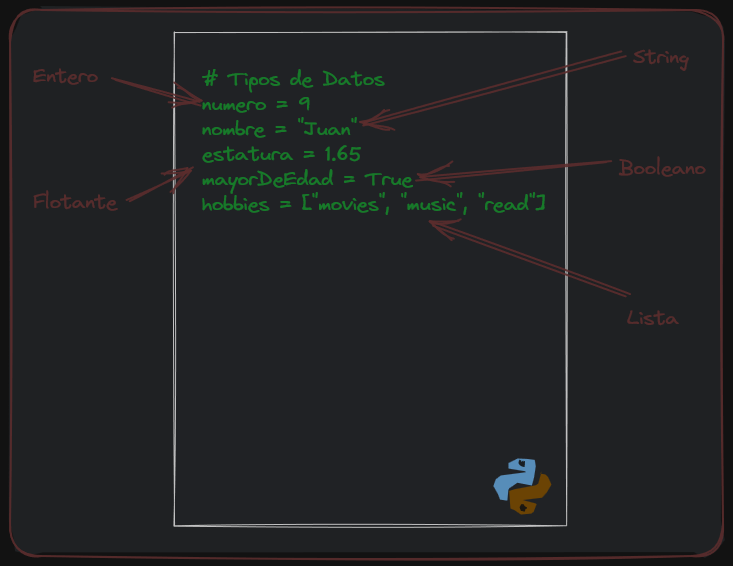 Entero
String
# Tipos de Datos
numero = 9
nombre = "Juan"
estatura = 1.65
mayorDeEdad = True
hobbies = ["movies", "music", "read"]
Booleano
Flotante
Lista